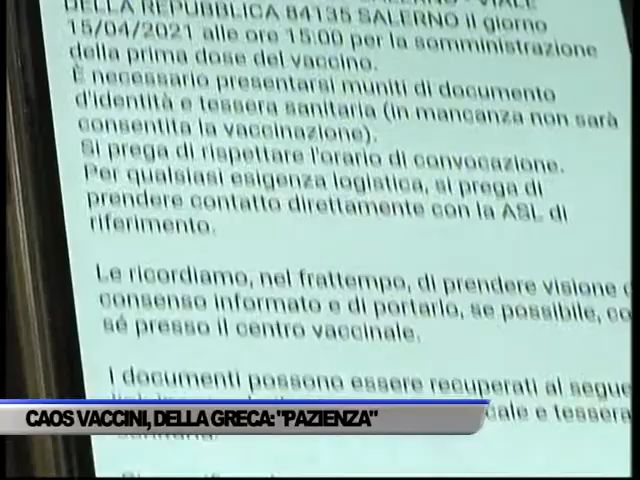 DELLA REPUBBLICA 84135 SALERNO il giorno
15/04/2021 alle ore 15:00 per la somministrazione
della prima dose del vaccino.
È necessario presentarsi muniti di documento
d'identità e tessera sanitaria (in mancanza non sarà
consentita la vaccinazione).
Si prega di rispettare l'orario di convocazione.
Per qualsiasi esigenza logistica, si prega di
prendere contatto direttamente con la ASL di
riferimento.
Le ricordiamo, nel frattempo, di prendere visione
consenso informato e di portarlo, se possibile, co
sé presso il centro vaccinale.
I documenti possono essere recuperati al segue
cale e tessera
CAOS VACCINI, DELLA GRECA: "PAZIENZA"